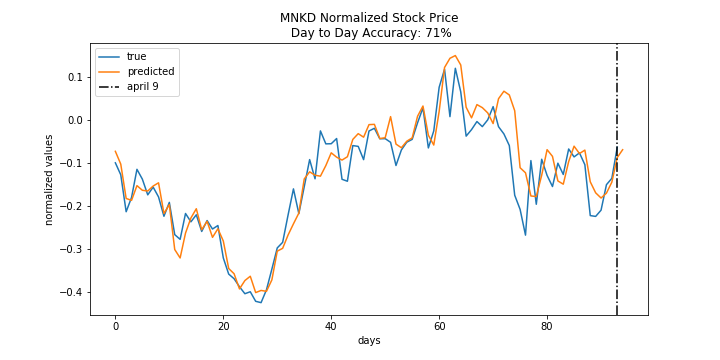 MNKD Normalized Stock Price
Day to Day Accuracy: 71%
true
predicted
april 9
normalized values
0.1
0.0
−0.1
−0.2
−0.3
−0.4
0
20
40
60
80
days